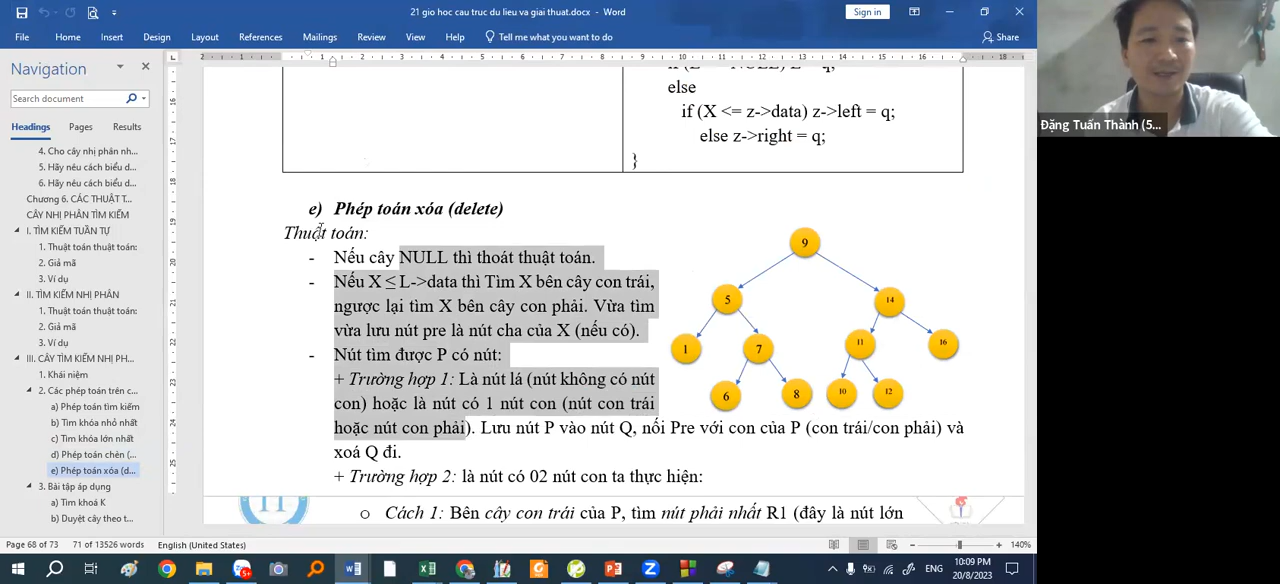 21 gio hoc cau truc du lieu va giai thuat.docx - Word
Sign in
File Home Insert Design Layout References Mailings Review View Help Tell me what you want to do Share
Navigation
Search document
Headings Pages Results
4. Cho cây nhị phân nh...
5. Hãy nêu cách biểu d...
6. Hãy nêu cách biểu d...
Chương 6. CÁC THUẬT T...
CÂY NHỊ PHÂN TÌM KIẾM
I. TÌM KIẾM TUẦN TỰ
1. Thuật toán thuật toán:
2. Giả mã
3. Ví dụ
II. TÌM KIẾM NHỊ PHÂN
1. Thuật toán thuật toán:
2. Giả mã
3. Ví dụ
III. CÂY TÌM KIẾM NHỊ PH...
1. Khái niệm
2. Các phép toán trên c...
a) Phép toán tìm kiếm
b) Tìm khóa nhỏ nhất
c) Tìm khóa lớn nhất
d) Phép toán chèn (...
e) Phép toán xóa (d...
3. Bài tập áp dụng
a) Tìm khoá K
b) Duyệt cây theo t...
else
if (X <= z->data) z->left = q;
else z->right = q;
}
e) Phép toán xóa (delete)
Thuật toán:
- Nếu cây NULL thì thoát thuật toán.
- Nếu X ≤ L->data thì Tìm X bên cây con trái,
ngược lại tìm X bên cây con phải. Vừa tìm
vừa lưu nút pre là nút cha của X (nếu có).
- Nút tìm được P có nút:
+ Trường hợp 1: Là nút lá (nút không có nút
con) hoặc là nút có 1 nút con (nút con trái
hoặc nút con phải). Lưu nút P vào nút Q, nối Pre với con của P (con trái/con phải) và
xoá Q đi.
+ Trường hợp 2: là nút có 02 nút con ta thực hiện:
o Cách 1: Bên cây con trái của P, tìm nút phải nhất R1 (đây là nút lớn
9
5 14
1 7 11 16
6 8 10 12
Đặng Tuấn Thành (5...
Page 68 of 73 71 of 13526 words English (United States) 140%
ENG 10:09 PM
20/8/2023